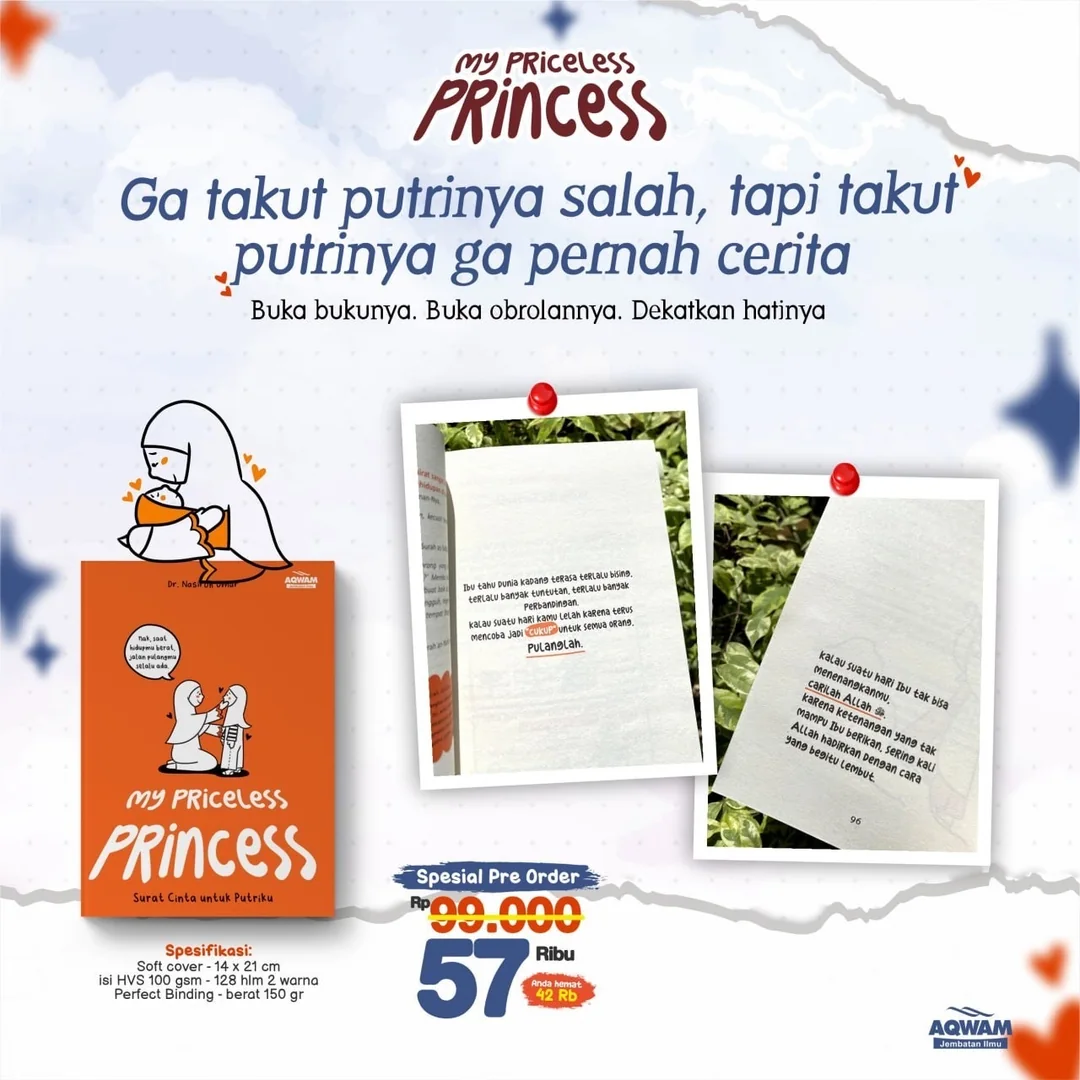 My Priceless
Princess
Ga takut putrinya salah, tapi takut
putrinya ga pernah cerita
Buka bukunya. Buka obrolannya. Dekatkan hatinya
AQWAM
Nak, saat
hidupmu berat,
jalan pulangmu
selalu ada.
My Priceless
Princess
Surat Cinta untuk Putriku
Spesifikasi:
Soft cover - 14 x 21 cm
isi HVS 100 gsm - 128 hlm 2 warna
Perfect Binding - berat 150 gr
Ibu tahu dunia kadang terasa terlalu bising,
terlalu banyak tuntutan, terlalu banyak
perbandingan.
Kalau suatu hari kamu lelah karena terus
mencoba jadi "cukup" untuk semua orang,
Pulanglah.
Kalau suatu hari Ibu tak bisa
menenangkanmu,
carilah Allah ﷻ.
Karena ketenangan yang tak
mampu Ibu berikan, sering kali
Allah hadirkan dengan cara
yang begitu lembut.
96
Spesial Pre Order
Rp 99.000
57 Ribu
Anda hemat
42 Rb
AQWAM
Jembatan Ilmu